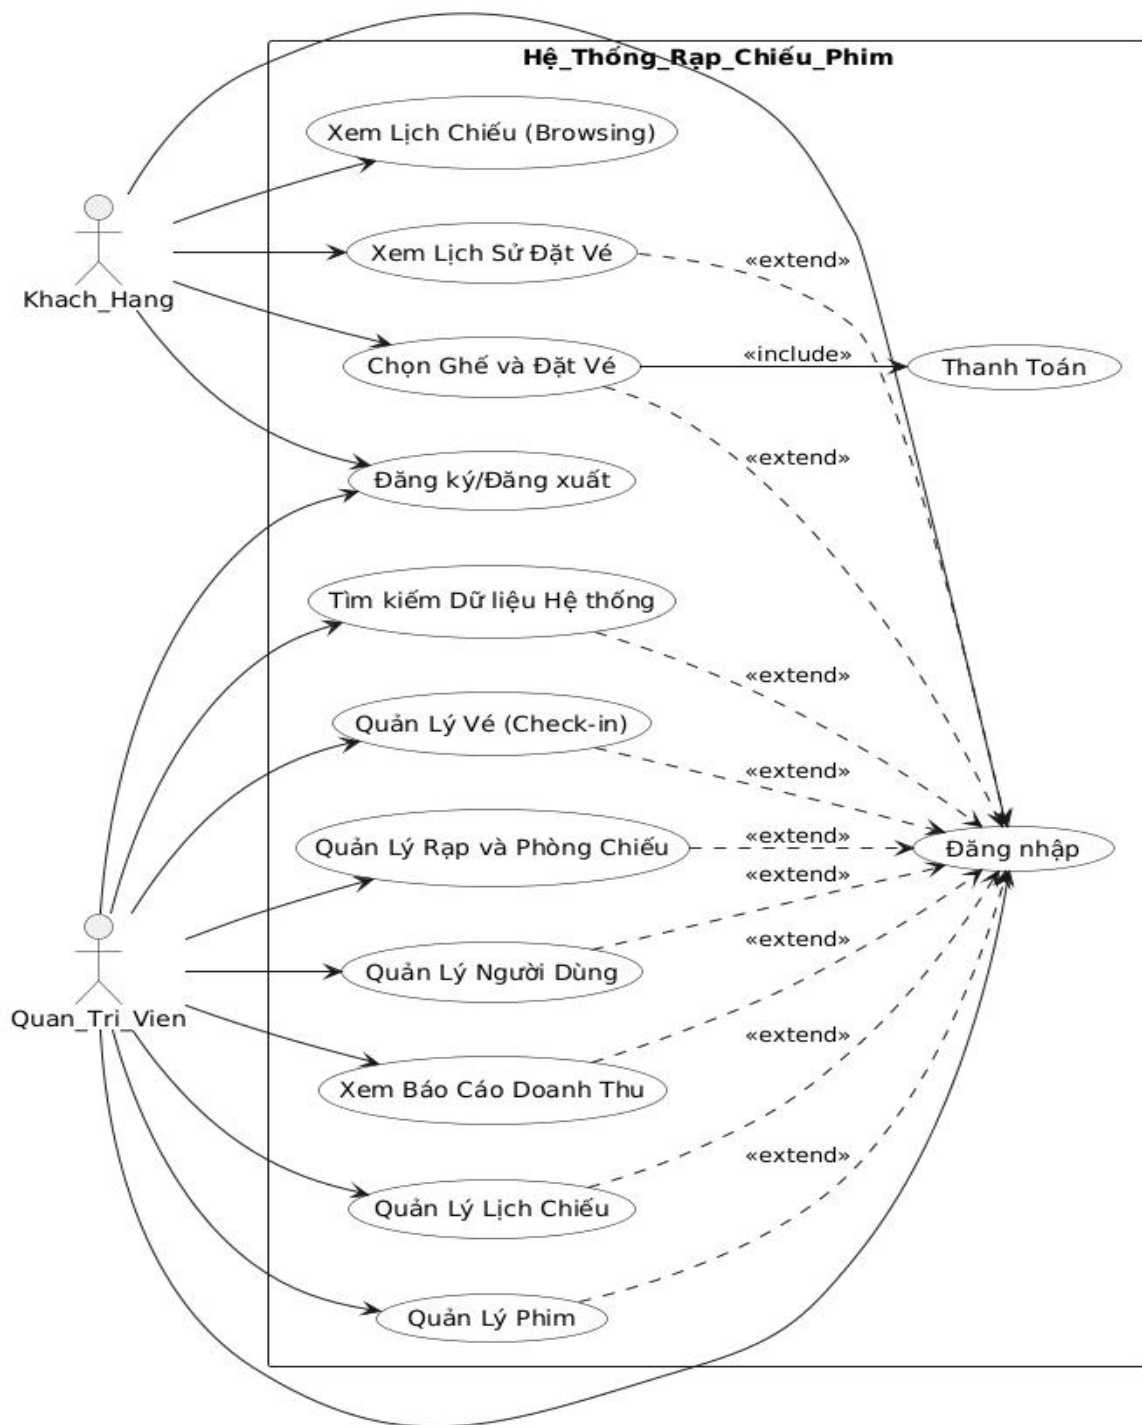 Hệ_Thống_Rạp_Chiếu_Phim
Xem Lịch Chiếu (Browsing)
Xem Lịch Sử Đặt Vé
«extend»
Khach_Hang
Chọn Ghế và Đặt Vé
«include»
Thanh Toán
«extend»
Đăng ký/Đăng xuất
Tìm kiếm Dữ liệu Hệ thống
«extend»
Quản Lý Vé (Check-in)
«extend»
Quản Lý Rạp và Phòng Chiếu
«extend»
Đăng nhập
«extend»
Quản Lý Người Dùng
«extend»
Quan_Tri_Vien
«extend»
Xem Báo Cáo Doanh Thu
«extend»
Quản Lý Lịch Chiếu
Quản Lý Phim